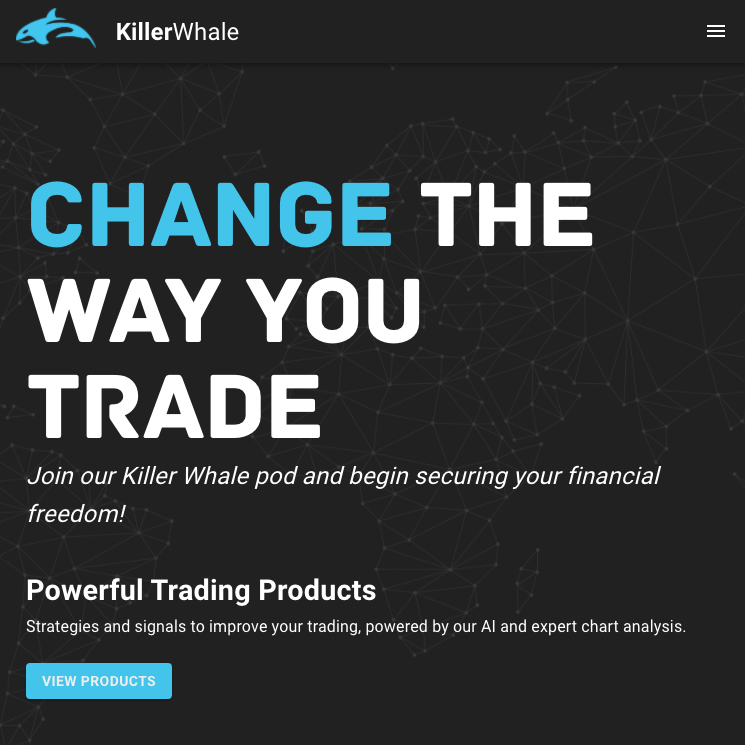 KillerWhale
CHANGE THE
WAY YOU
TRADE
Join our Killer Whale pod and begin securing your financial
freedom!
Powerful Trading Products
Strategies and signals to improve your trading, powered by our AI and expert chart analysis.
VIEW PRODUCTS